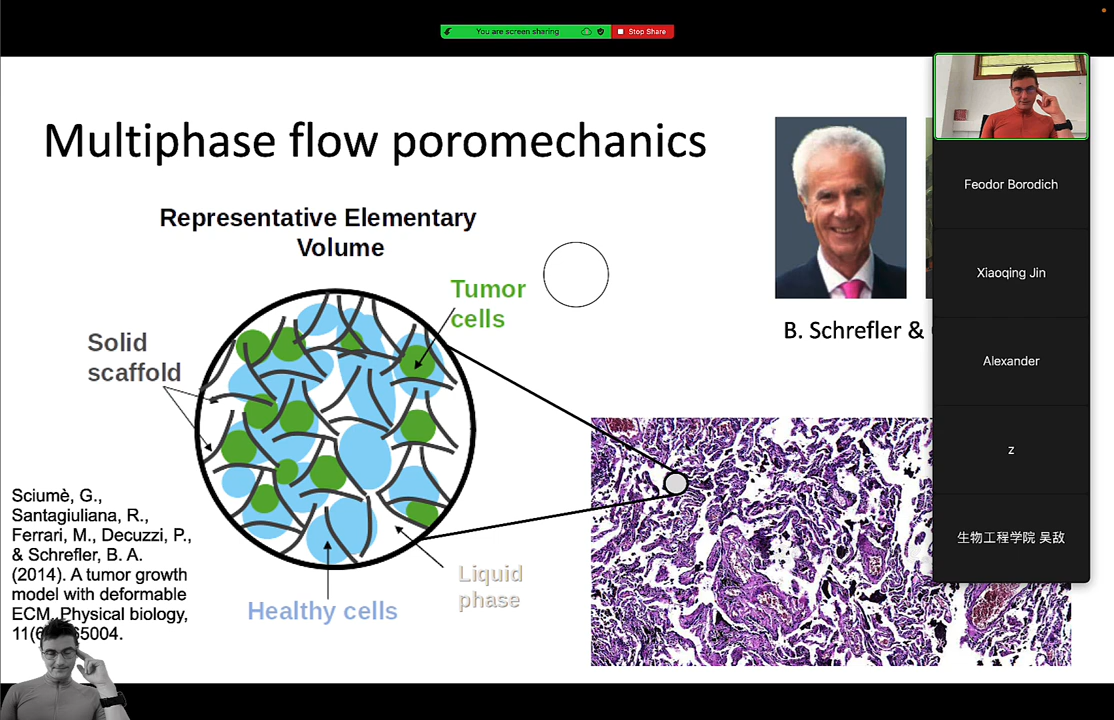 You are screen sharing
Stop Share
Multiphase flow poromechanics
Representative Elementary
Volume
Tumor
cells
Solid
scaffold
Healthy cells
Liquid
phase
Sciumè, G.,
Santagiuliana, R.,
Ferrari, M., Decuzzi, P.,
& Schrefler, B. A.
(2014). A tumor growth
model with deformable
ECM. Physical biology,
5004.
B. Schrefler &
Feodor Borodich
Xiaoqing Jin
Alexander
z
生物工程学院 吴敌